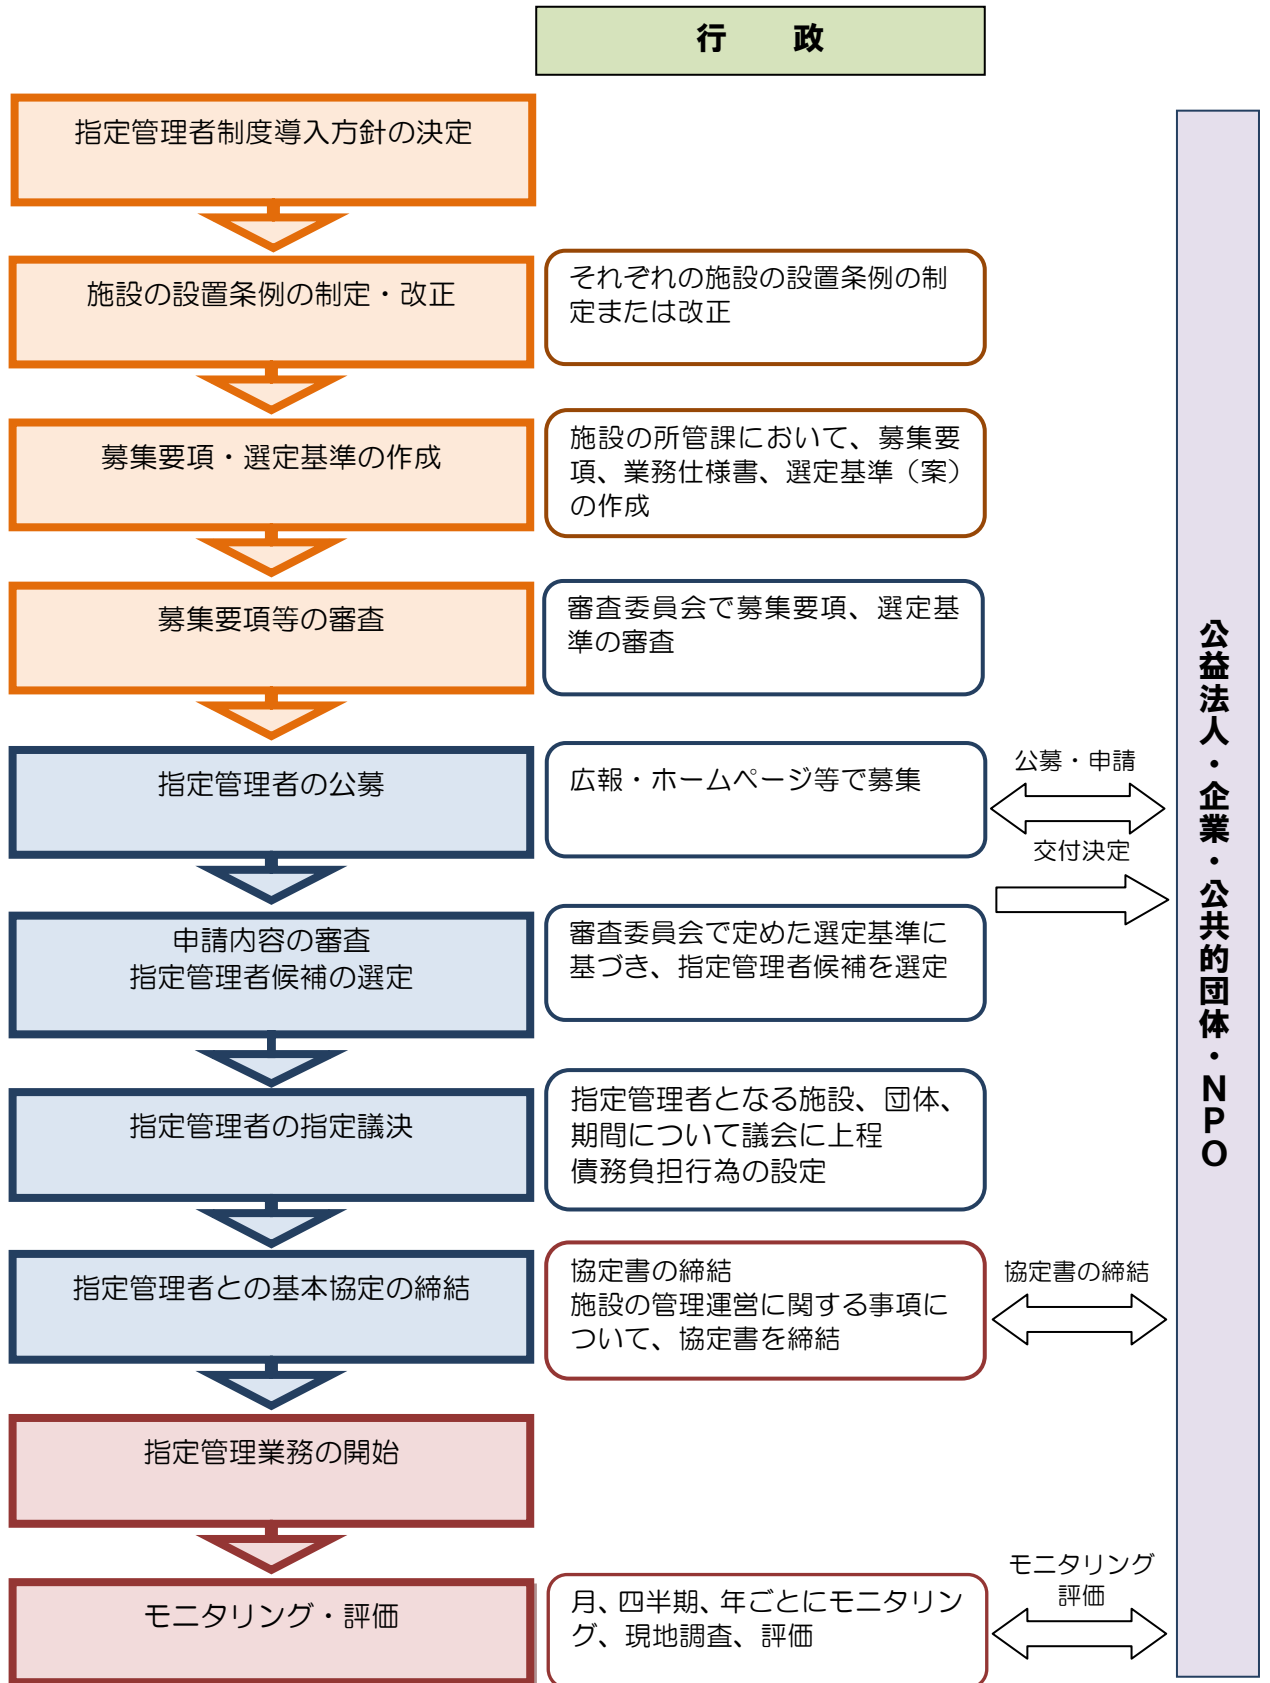 行　　政
指定管理者制度導入方針の決定
施設の設置条例の制定・改正
それぞれの施設の設置条例の制
定または改正
募集要項・選定基準の作成
施設の所管課において、募集要
項、業務仕様書、選定基準（案）
の作成
募集要項等の審査
審査委員会で募集要項、選定基
準の審査
指定管理者の公募
広報・ホームページ等で募集
公募・申請
交付決定
申請内容の審査
指定管理者候補の選定
審査委員会で定めた選定基準に
基づき、指定管理者候補を選定
指定管理者の指定議決
指定管理者となる施設、団体、
期間について議会に上程
債務負担行為の設定
指定管理者との基本協定の締結
協定書の締結
施設の管理運営に関する事項に
ついて、協定書を締結
協定書の締結
指定管理業務の開始
モニタリング・評価
月、四半期、年ごとにモニタリン
グ、現地調査、評価
モニタリング
評価
公益法人・企業・公共的団体・NPO